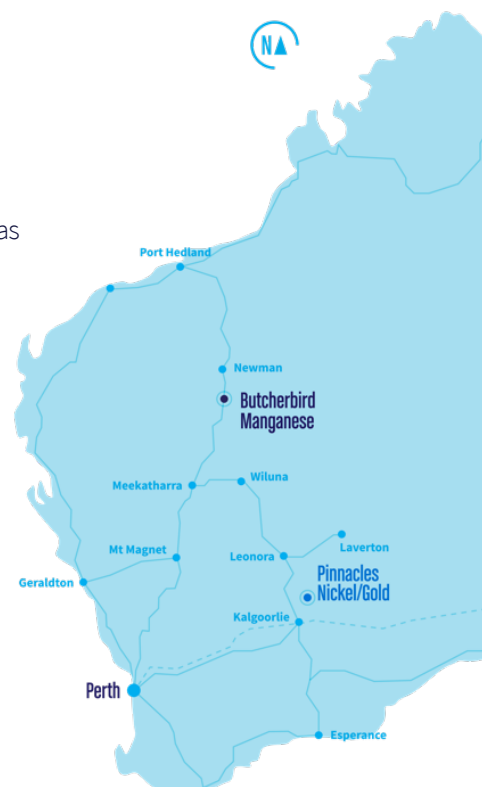 N
as
Port Hedland
Newman
Butcherbird
Manganese
Wiluna
Meekatharra
Mt Magnet
Leonora
Laverton
Pinnacles
Nickel/Gold
Geraldton
Kalgoorlie
Perth
Esperance